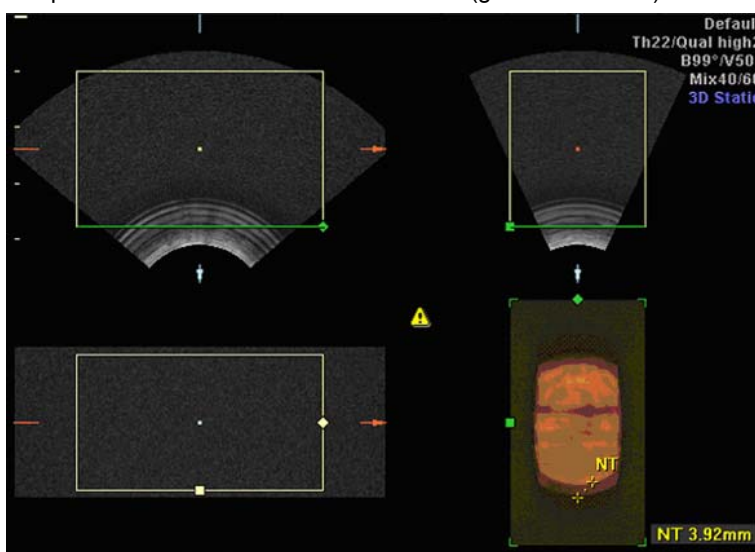 Defaul
Th22/Qual high2
B99°/V50
Mix40/60
3D Static
NT
NT 3.92mm